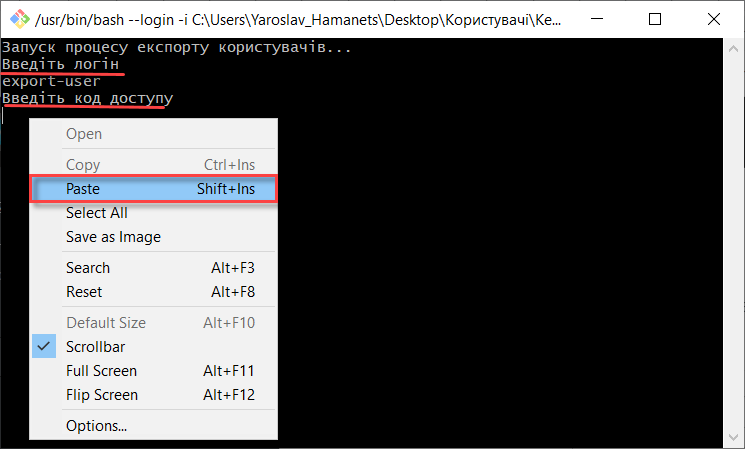 /usr/bin/bash --login -i C:\Users\Yaroslav_Hamanets\Desktop\Користувачі\Ke...
Запуск процесу експорту користувачів...
Введіть логін
export-user
Введіть код доступу
Open
Copy Ctrl+Ins
Paste Shift+Ins
Select All
Save as Image
Search Alt+F3
Reset Alt+F8
Default Size Alt+F10
Scrollbar
Full Screen Alt+F11
Flip Screen Alt+F12
Options...